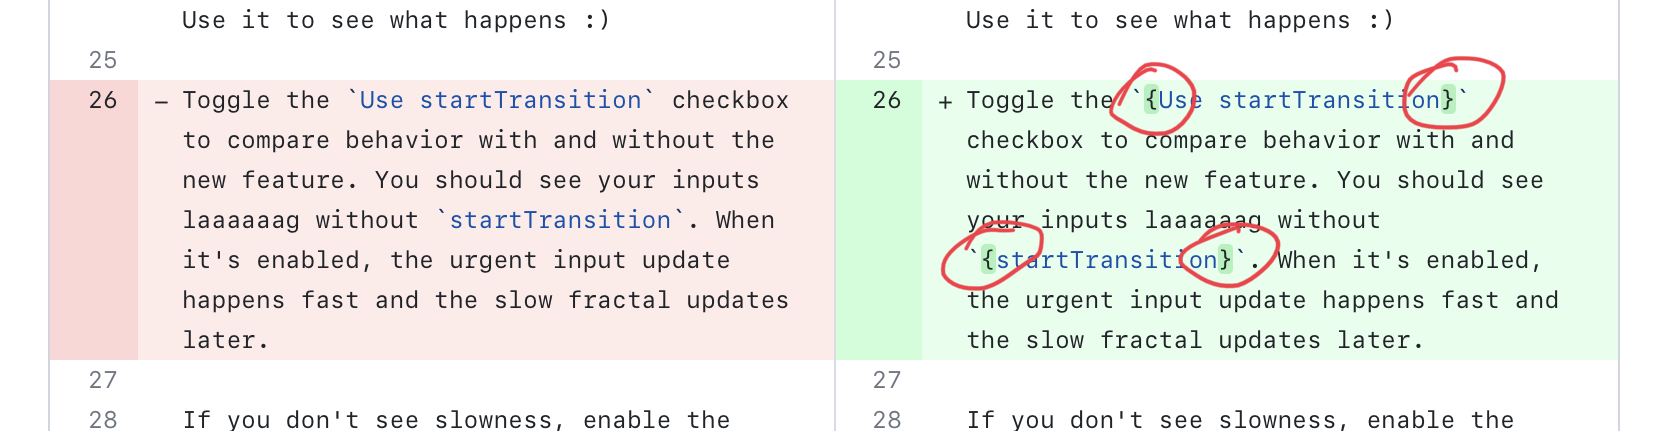 Use it to see what happens :)
25
26 – Toggle the `Use startTransition` checkbox
to compare behavior with and without the
new feature. You should see your inputs
laaaaaag without `startTransition`. When
it's enabled, the urgent input update
happens fast and the slow fractal updates
later.
27
28 If you don't see slowness, enable the
Use it to see what happens :)
25
26 + Toggle the `{Use startTransition}`
checkbox to compare behavior with and
without the new feature. You should see
your inputs laaaaaag without
`{startTransition}`. When it's enabled,
the urgent input update happens fast and
the slow fractal updates later.
27
28 If you don't see slowness, enable the